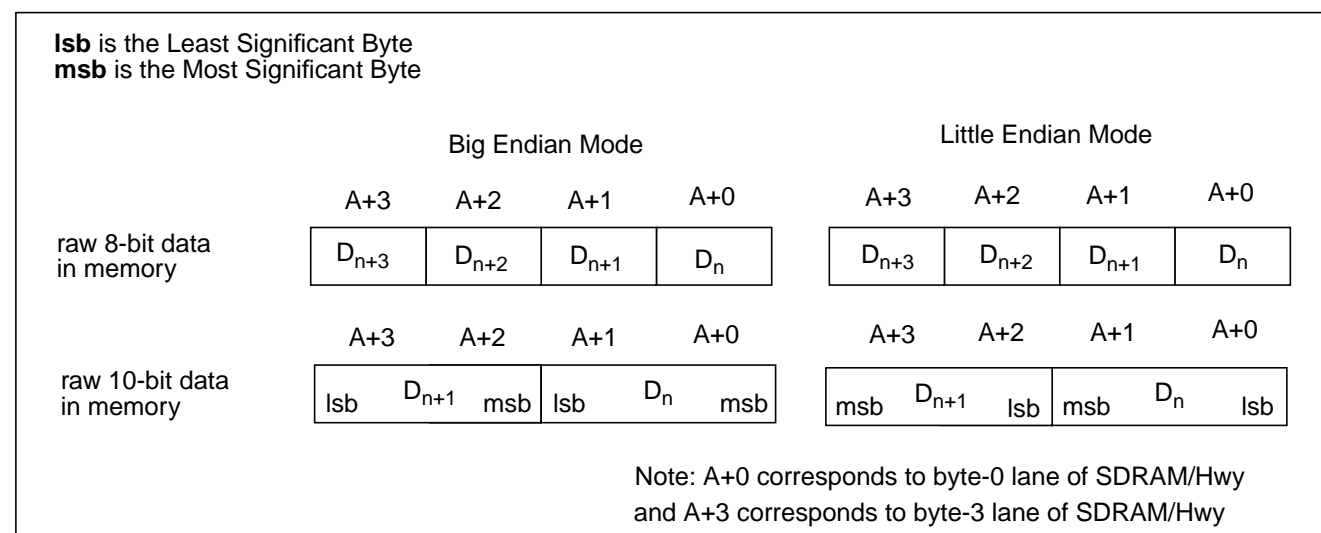 lsb is the Least Significant Byte
msb is the Most Significant Byte
Big Endian Mode
Little Endian Mode
A+3 A+2 A+1 A+0 A+3 A+2 A+1 A+0
raw 8-bit data
in memory
Dn+3 Dn+2 Dn+1 Dn Dn+3 Dn+2 Dn+1 Dn
A+3 A+2 A+1 A+0 A+3 A+2 A+1 A+0
raw 10-bit data
in memory
lsb Dn+1 msb lsb Dn msb msb Dn+1 lsb msb Dn lsb
Note: A+0 corresponds to byte-0 lane of SDRAM/Hwy
and A+3 corresponds to byte-3 lane of SDRAM/Hwy